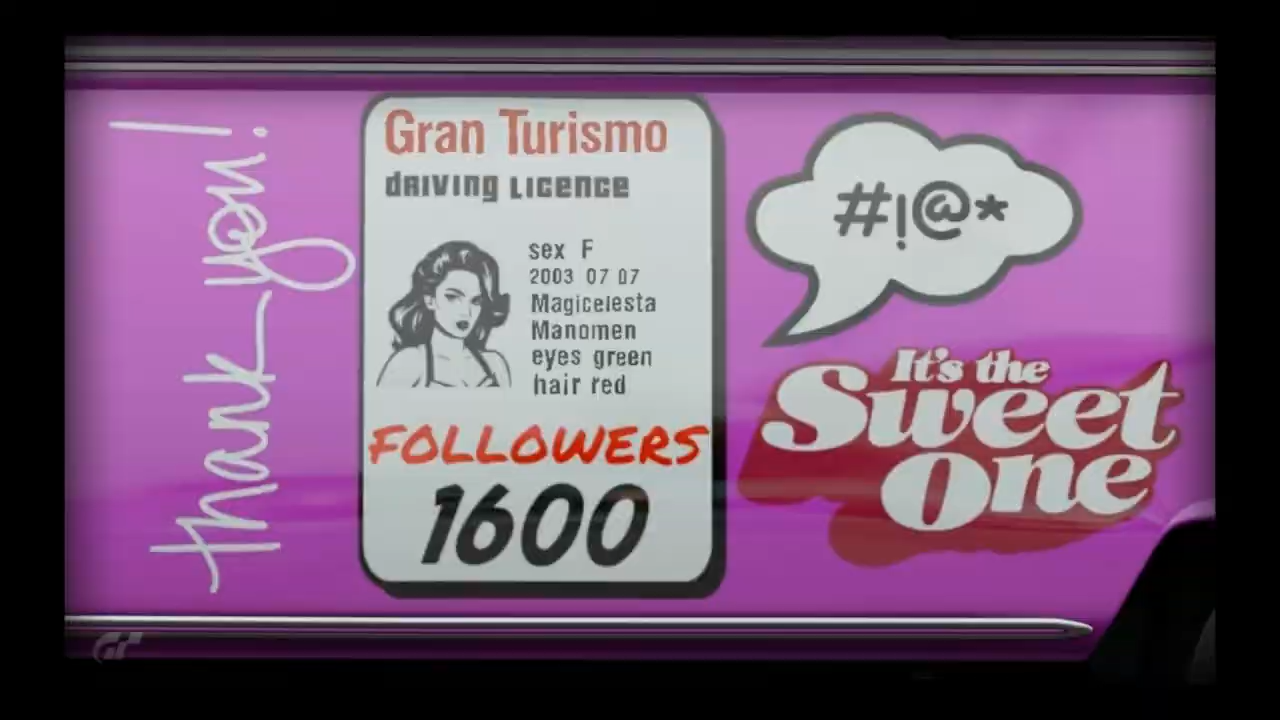 thank you!
Gran Turismo
DRIVING LICENCE
sex F
2003 07 07
Magicelesta
Manomen
eyes green
hair red
FOLLOWERS
1600
#!@*
It's the
Sweet
One
GT